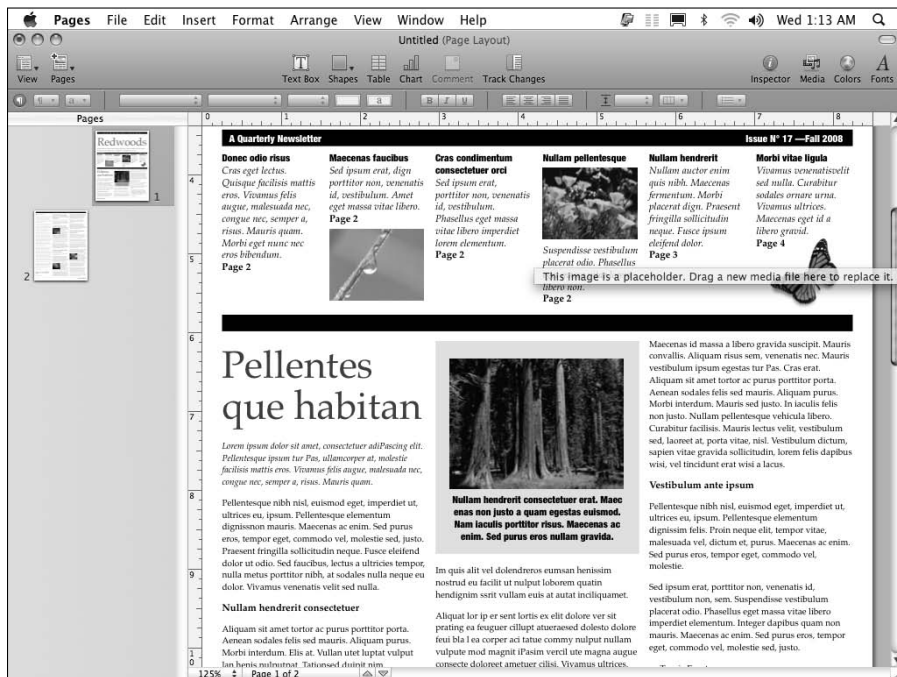 Pages File Edit Insert Format Arrange View Window Help Wed 1:13 AM
Untitled (Page Layout)
View Pages Text Box Shapes Table Chart Comment Track Changes Inspector Media Colors Fonts
a B I U
Pages
0 1 2 3 4 5 6 7 8
Redwoods
1
2
4
5
6
7
8
9
1
0
A Quarterly Newsletter Issue N° 17 —Fall 2008
Donec odio risus
Cras eget lectus.
Quisque facilisis mattis
eros. Vivamus felis
augue, malesuada nec,
congue nec, semper a,
risus. Mauris quam.
Morbi eget nunc nec
eros bibendum.
Page 2
Maecenas faucibus
Sed ipsum erat, dign
porttitor non, venenatis
id, vestibulum. Amet
eget massa vitae libero.
Page 2
Cras condimentum
consectetuer orci
Sed ipsum erat,
porttitor non, venenatis
id, vestibulum.
Phasellus eget massa
vitae libero imperdiet
lorem elementum.
Page 2
Nullam pellentesque
Suspendisse vestibulum
placerat odio. Phasellus
libero non.
Page 2
Nullam hendrerit
Nullam auctor enim
quis nibh. Maecenas
fermentum. Morbi
placerat dign. Praesent
fringilla sollicitudin
neque. Fusce ipsum
eleifend dolor.
Page 3
Morbi vitae ligula
Vivamus venenatisvelit
sed nulla. Curabitur
sodales ornare urna.
Vivamus ultrices.
Maecenas eget id a
libero gravid.
Page 4
This image is a placeholder. Drag a new media file here to replace it.
Pellentes
que habitan
Lorem ipsum dolor sit amet, consectetuer adiPascing elit.
Pellentesque ipsum tur Pas, ullamcorper at, molestie
facilisis mattis eros. Vivamus felis augue, malesuada nec,
congue nec, semper a, risus. Mauris quam.
Pellentesque nibh nisl, euismod eget, imperdiet ut,
ultrices eu, ipsum. Pellentesque elementum
dignissnon mauris. Maecenas ac enim. Sed purus
eros, tempor eget, commodo vel, molestie sed, justo.
Praesent fringilla sollicitudin neque. Fusce eleifend
dolor ut odio. Sed faucibus, lectus a ultricies tempor,
nulla metus porttitor nibh, at sodales nulla neque eu
dolor. Vivamus venenatis velit sed nulla.
Nullam hendrerit consectetuer
Aliquam sit amet tortor ac purus porttitor porta.
Aenean sodales felis sed mauris. Aliquam purus.
Morbi interdum. Elis at. Vullan utet luptat vulput
lan henis nulputpat. Tationsed duipit nim
Nullam hendrerit consectetuer erat. Maec
enas non justo a quam egestas euismod.
Nam iaculis porttitor risus. Maecenas ac
enim. Sed purus eros nullam gravida.
Im quis alit vel dolendreros eumsan henissim
nostrud eu facilit ut nulput loborem quatin
hendignim ssrit vullam euis at autat inciliquamet.
Aliquat lor ip er sent lortis ex elit dolore ver sit
prating ea feuguer cillupt atueraesed dolesto dolore
feui bla l ea corper aci tatue commy nulput nullam
vulpute mod magnit iPasim vercil ute magna augue
consecte doloreet ametuer cilisi. Vivamus ultrices.
Maecenas id massa a libero gravida suscipit. Mauris
convallis. Aliquam risus sem, venenatis nec. Mauris
vestibulum ipsum egestas tur Pas. Cras erat.
Aliquam sit amet tortor ac purus porttitor porta.
Aenean sodales felis sed mauris. Aliquam purus.
Morbi interdum. Mauris sed justo. In iaculis felis
non justo. Nullam pellentesque vehicula libero.
Curabitur facilisis. Mauris lectus velit, vestibulum
sed, laoreet at, porta vitae, nisl. Vestibulum dictum,
sapien vitae gravida sollicitudin, lorem felis dapibus
wisi, vel tincidunt erat wisi a lacus.
Vestibulum ante ipsum
Pellentesque nibh nisl, euismod eget, imperdiet ut,
ultrices eu, ipsum. Pellentesque elementum
dignissim felis. Proin neque elit, tempor vitae,
malesuada vel, dictum et, purus. Maecenas ac enim.
Sed purus eros, tempor eget, commodo vel,
molestie.
Sed ipsum erat, porttitor non, venenatis id,
vestibulum non, sem. Suspendisse vestibulum
placerat odio. Phasellus eget massa vitae libero
imperdiet elementum. Integer dapibus quam non
mauris. Maecenas ac enim. Sed purus eros, tempor
eget, commodo vel, molestie sed, justo.
125% Page 1 of 2